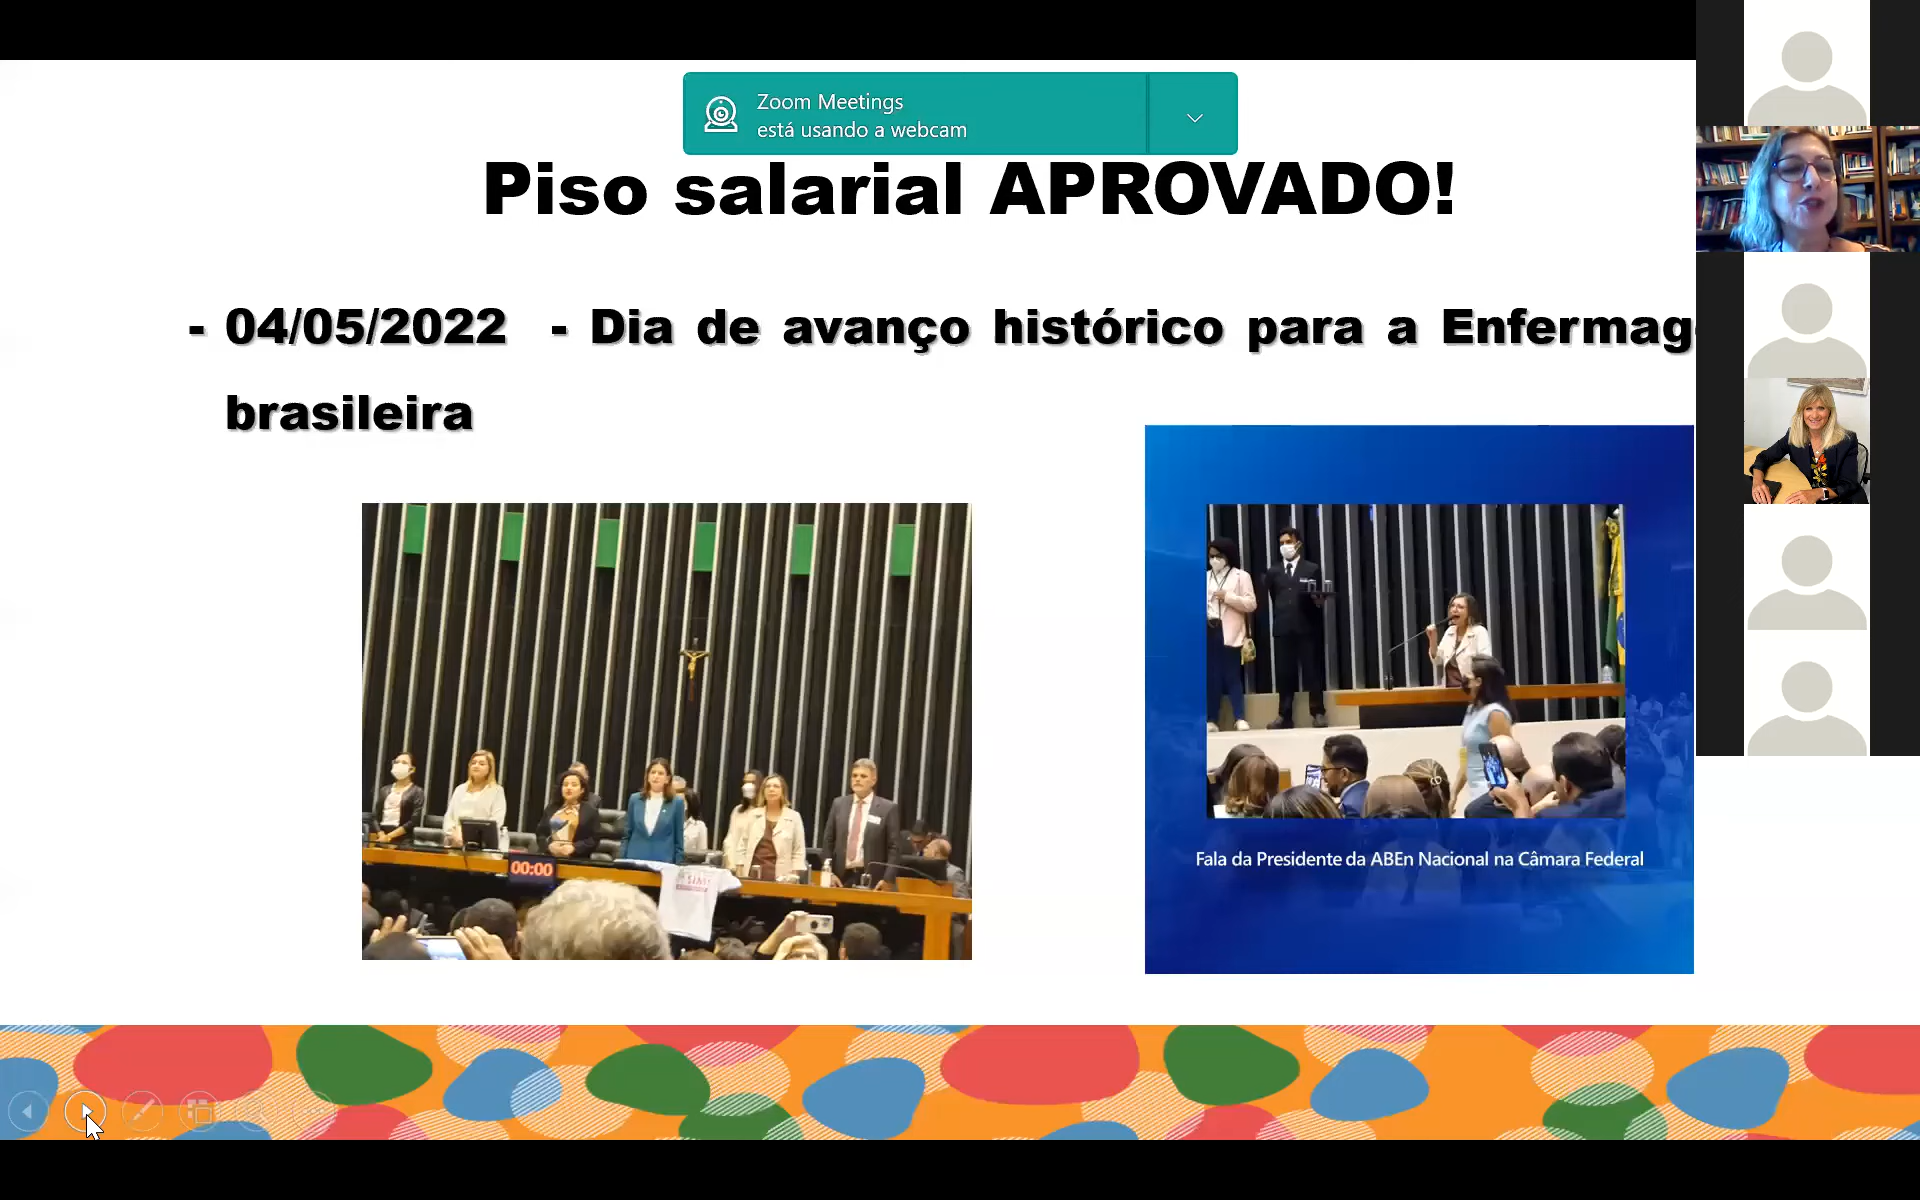 Zoom Meetings
está usando a webcam
Piso salarial APROVADO!
- 04/05/2022 - Dia de avanço histórico para a Enfermag
brasileira
00:00
Fala da Presidente da ABEn Nacional na Câmara Federal